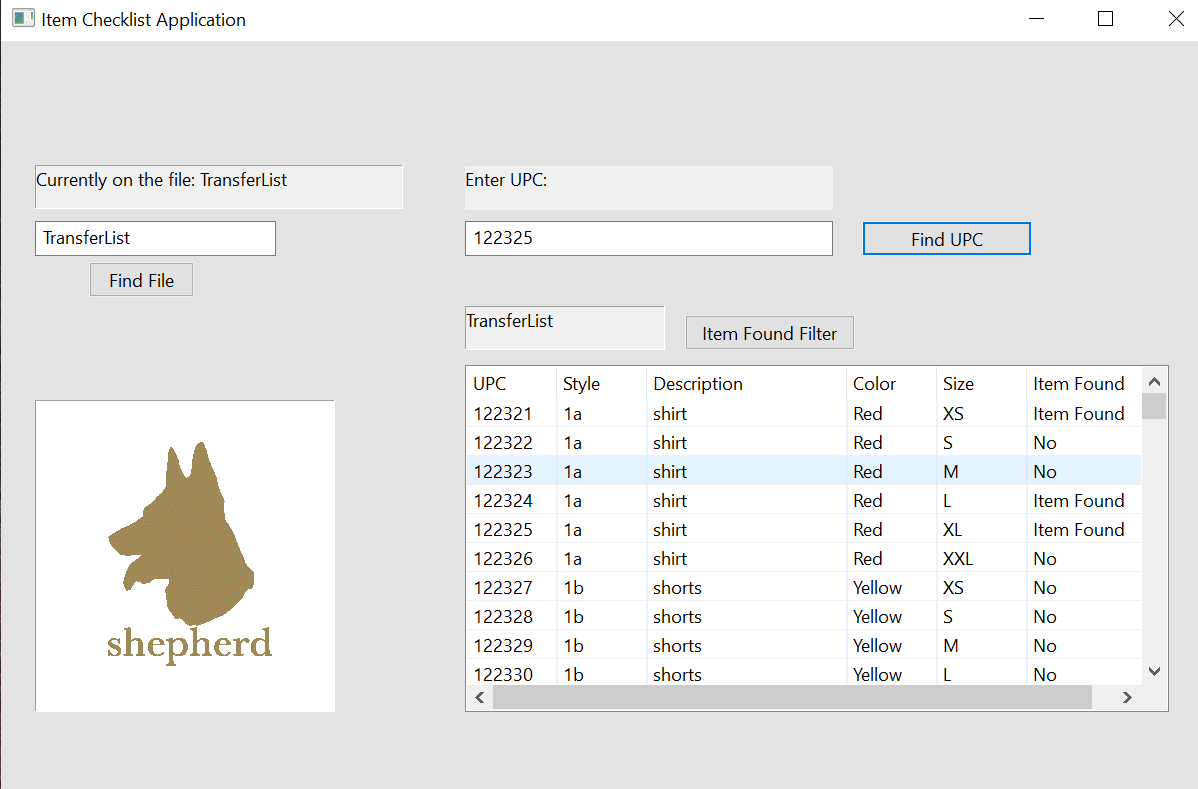 Item Checklist Application
Currently on the file: TransferList
TransferList
Find File
Enter UPC:
122325
Find UPC
TransferList
Item Found Filter
UPC Style Description Color Size Item Found
122321 1a shirt Red XS Item Found
122322 1a shirt Red S No
122323 1a shirt Red M No
122324 1a shirt Red L Item Found
122325 1a shirt Red XL Item Found
122326 1a shirt Red XXL No
122327 1b shorts Yellow XS No
122328 1b shorts Yellow S No
122329 1b shorts Yellow M No
122330 1b shorts Yellow L No
shepherd